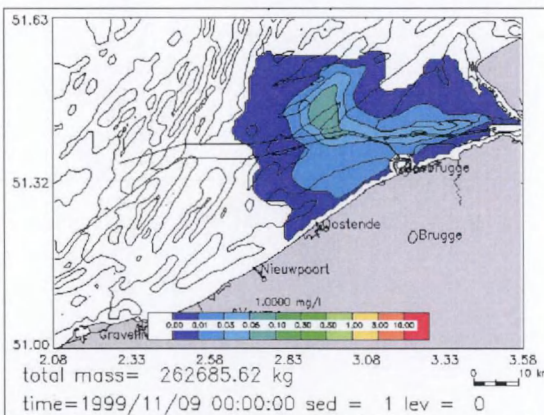 51.63
51.32
51.00
Oostende
Brugge
Nieuwpoort
1.0000 mg/l
0.00 0.01 0.03 0.05 0.10 0.30 0.50 1.00 3.00 10.00
2.08 2.33 2.58 2.83 3.08 3.33 3.58
0 10 km
total mass= 262685.62 kg
time=1999/11/09 00:00:00 sed = 1 lev = 0